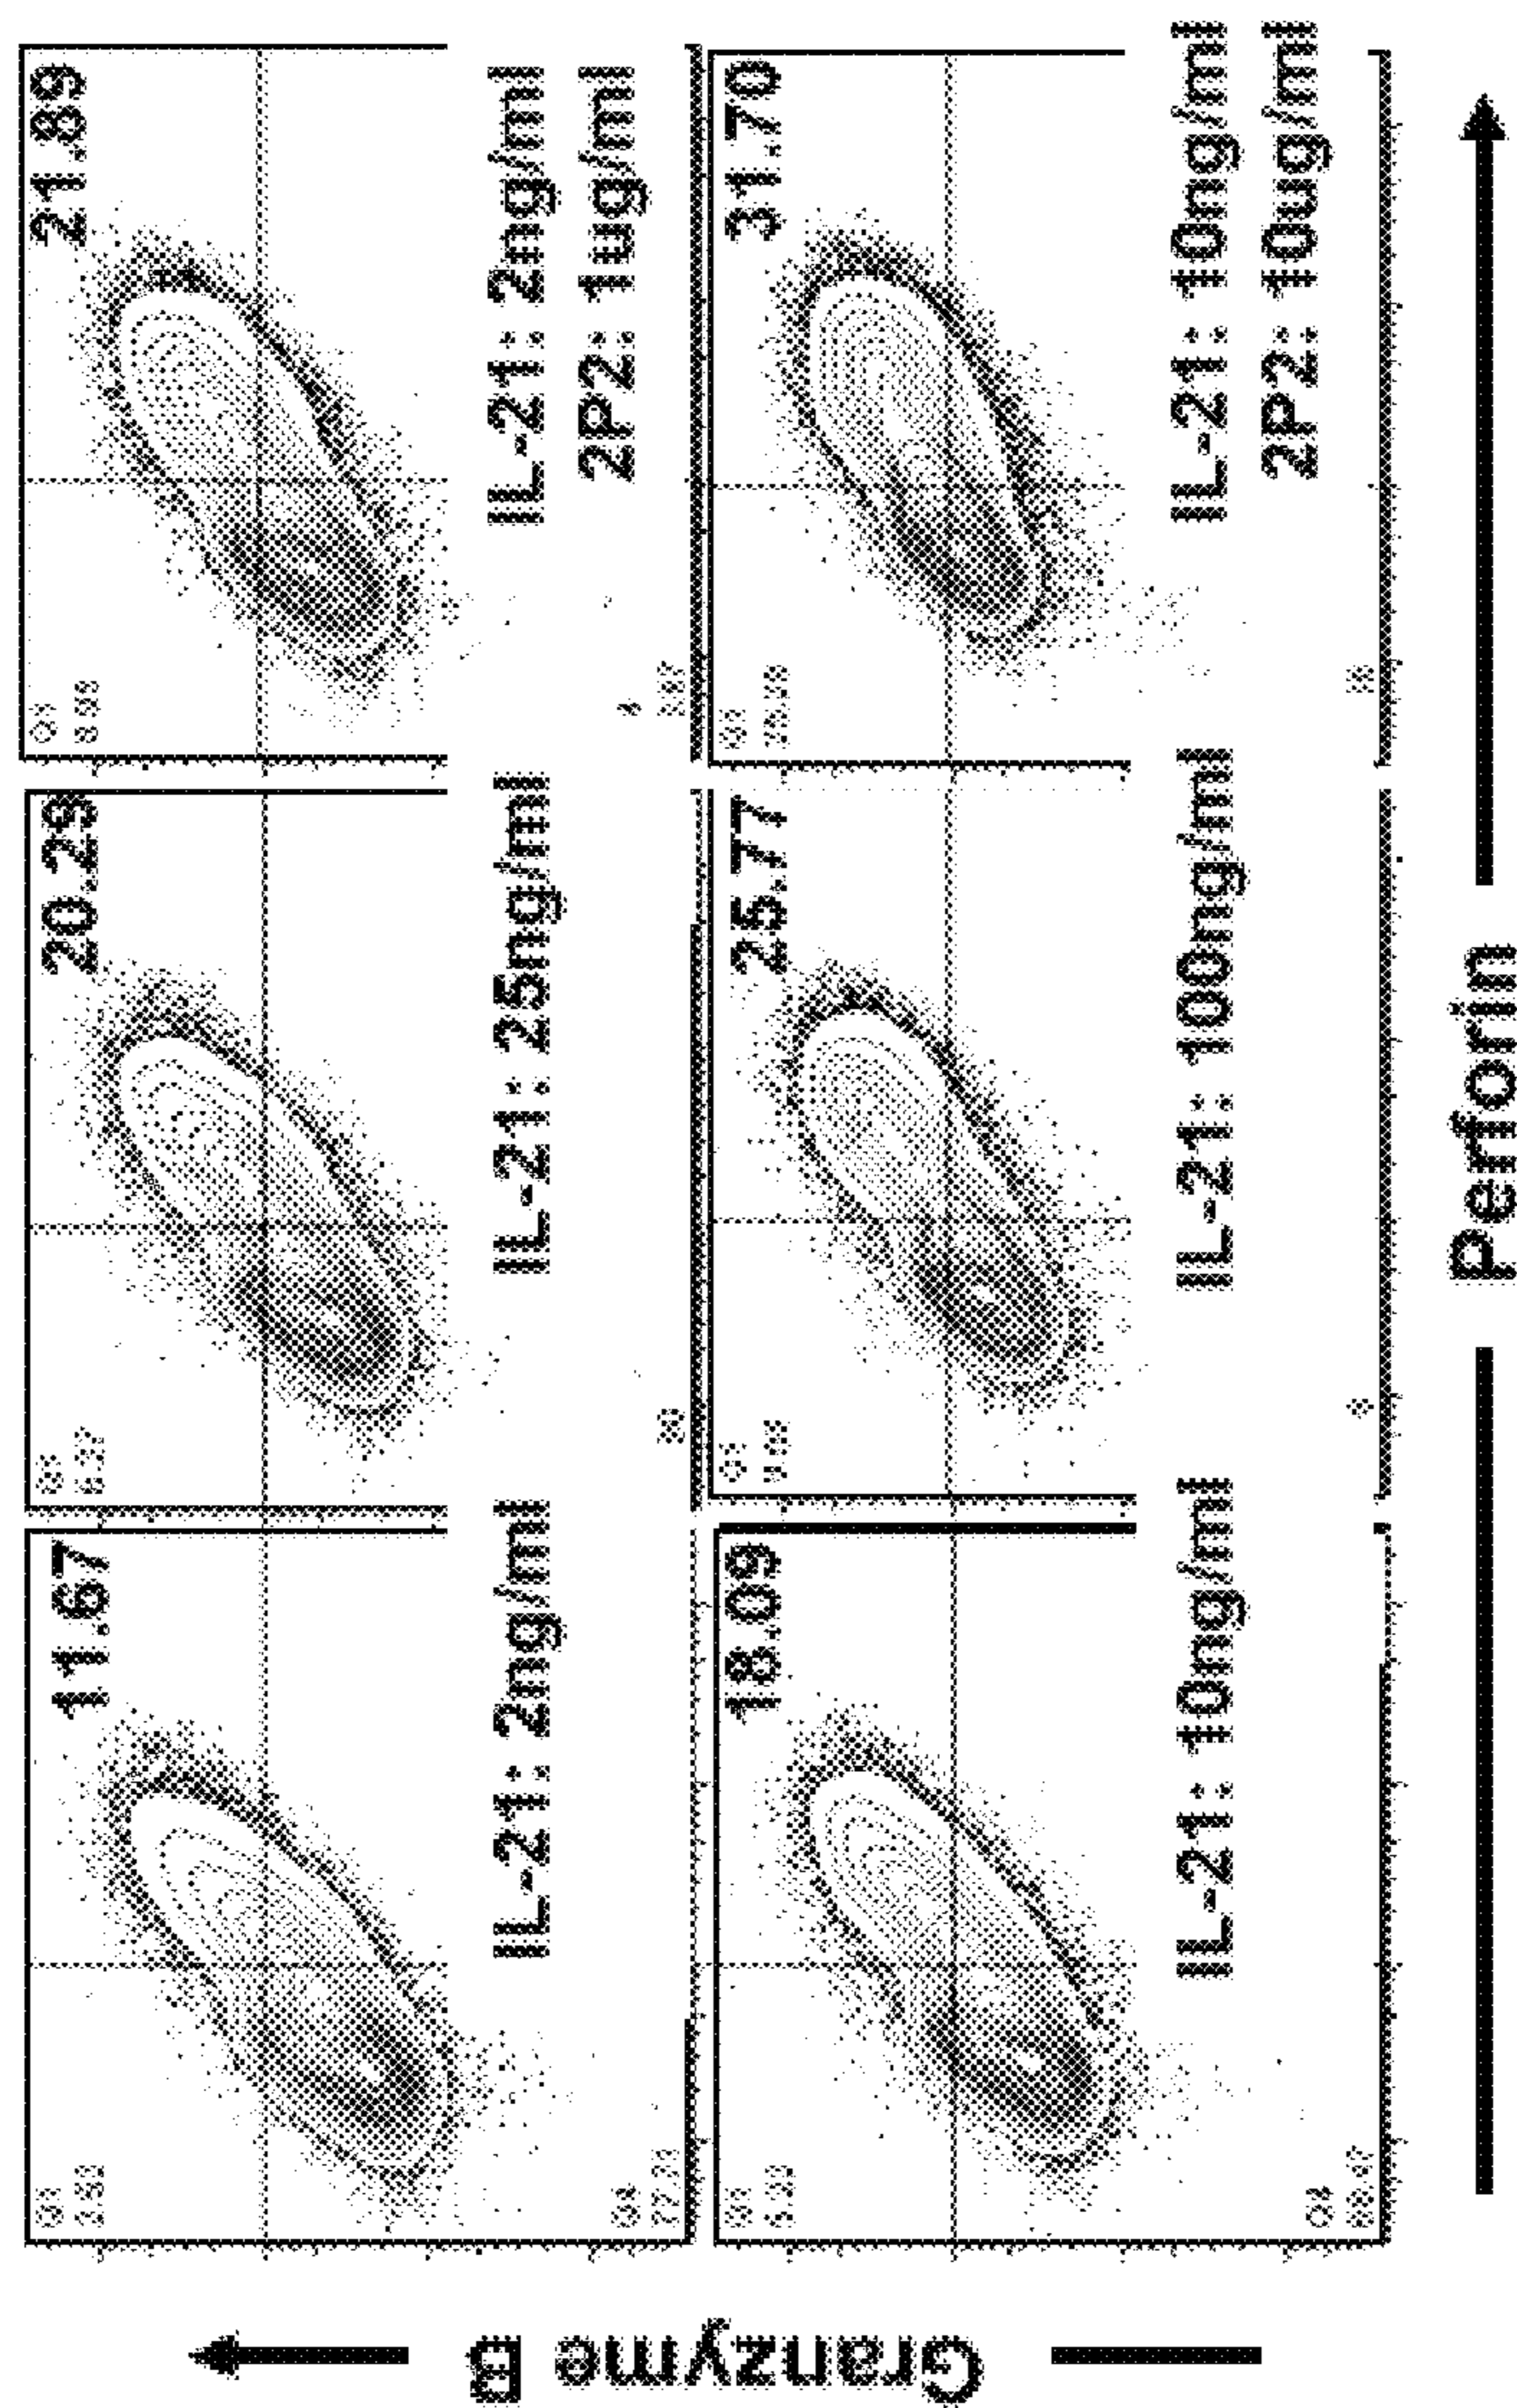 11.67
IL-21: 2ng/ml
20.29
IL-21: 25ng/ml
21.89
IL-21: 2ng/ml
2P2: 1ug/ml
18.09
IL-21: 10ng/ml
25.77
IL-21: 100ng/ml
31.70
IL-21: 10ng/ml
2P2: 10ug/ml
Granzyme B
Perforin